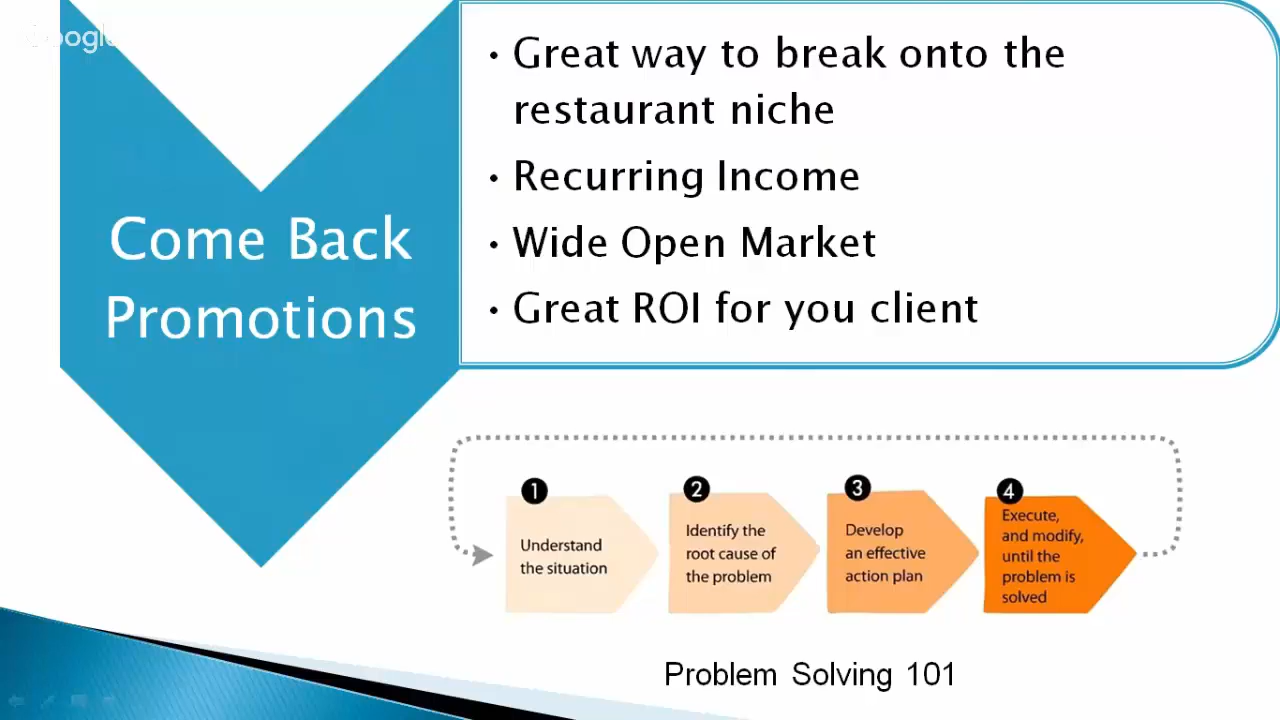 Google
Come Back
Promotions
• Great way to break onto the
restaurant niche
• Recurring Income
• Wide Open Market
• Great ROI for you client
1
Understand
the situation
2
Identify the
root cause of
the problem
3
Develop
an effective
action plan
4
Execute,
and modify,
until the
problem is
solved
Problem Solving 101